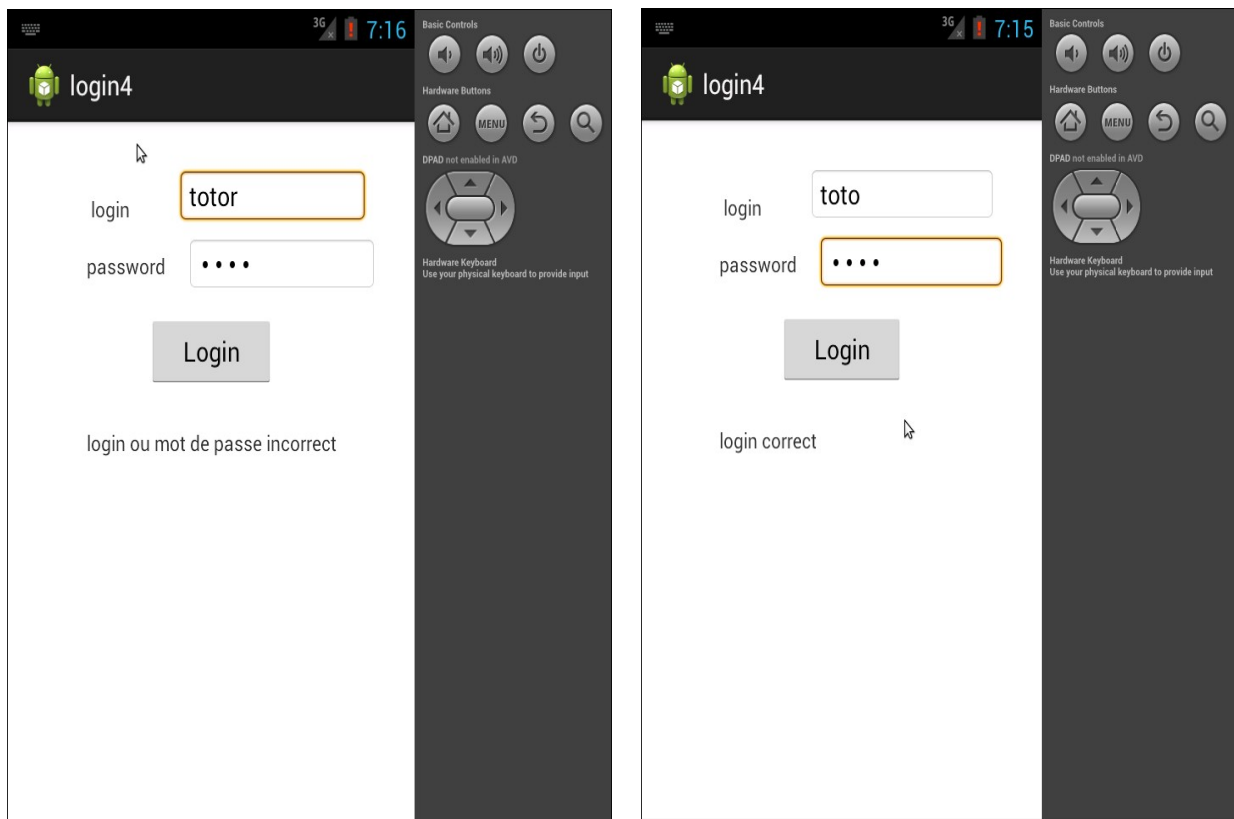 3G 7:16
login4
login totor
password ••••
Login
login ou mot de passe incorrect
Basic Controls
Hardware Buttons
MENU
DPAD not enabled in AVD
Hardware Keyboard
Use your physical keyboard to provide input
3G 7:15
login4
login toto
password ••••
Login
login correct
Basic Controls
Hardware Buttons
MENU
DPAD not enabled in AVD
Hardware Keyboard
Use your physical keyboard to provide input